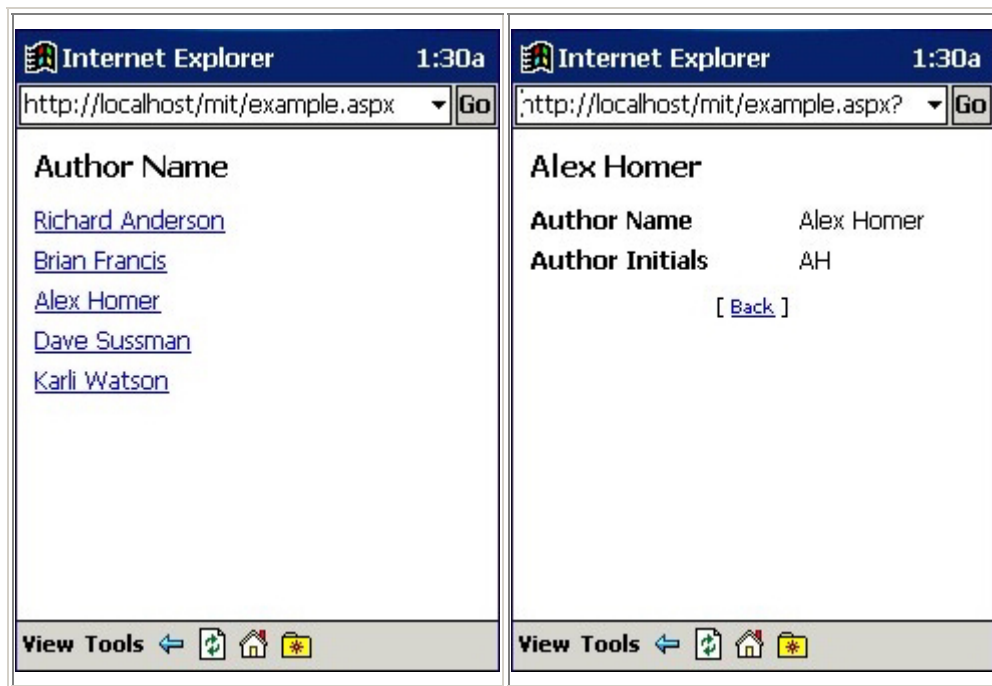 Internet Explorer 1:30a
http://localhost/mit/example.aspx Go
Author Name
Richard Anderson
Brian Francis
Alex Homer
Dave Sussman
Karli Watson
View Tools
Internet Explorer 1:30a
http://localhost/mit/example.aspx? Go
Alex Homer
Author Name Alex Homer
Author Initials AH
[ Back ]
View Tools